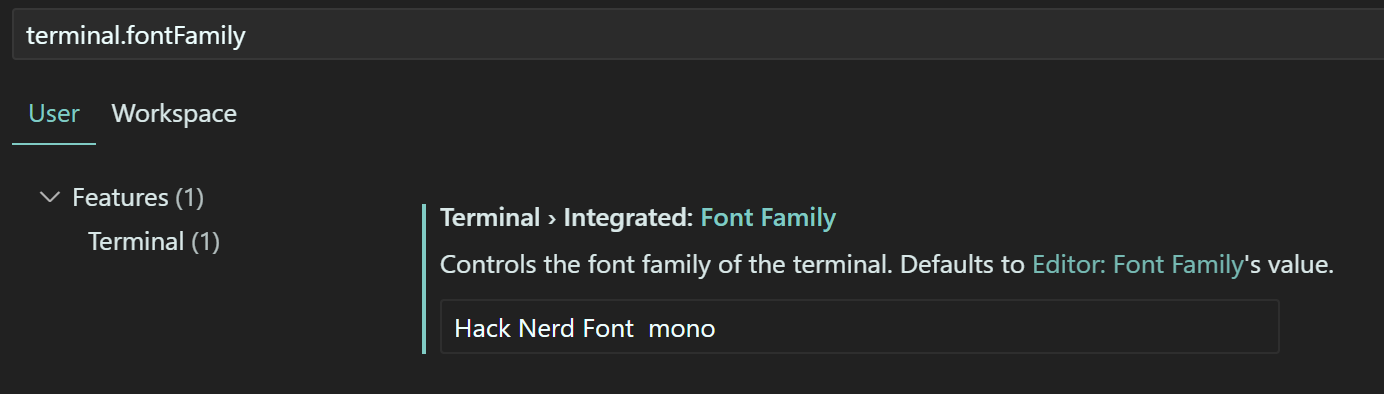 terminal.fontFamily
User Workspace
Features (1)
Terminal (1)
Terminal › Integrated: Font Family
Controls the font family of the terminal. Defaults to Editor: Font Family's value.
Hack Nerd Font  mono